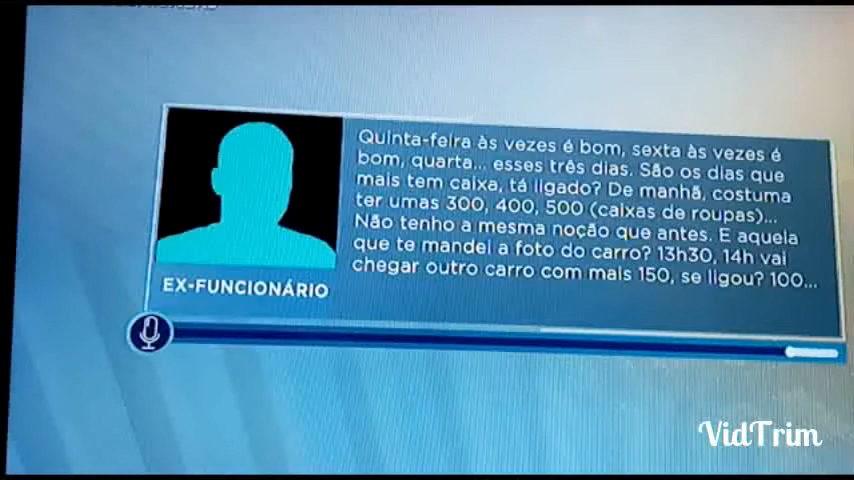 Quinta-feira às vezes é bom, sexta às vezes é
bom, quarta... esses três dias. São os dias que
mais tem caixa, tá ligado? De manhã, costuma
ter umas 300, 400, 500 (caixas de roupas)...
Não tenho a mesma noção que antes. E aquela
que te mandei a foto do carro? 13h30, 14h vai
chegar outro carro com mais 150, se ligou? 100...
EX-FUNCIONÁRIO
VidTrim